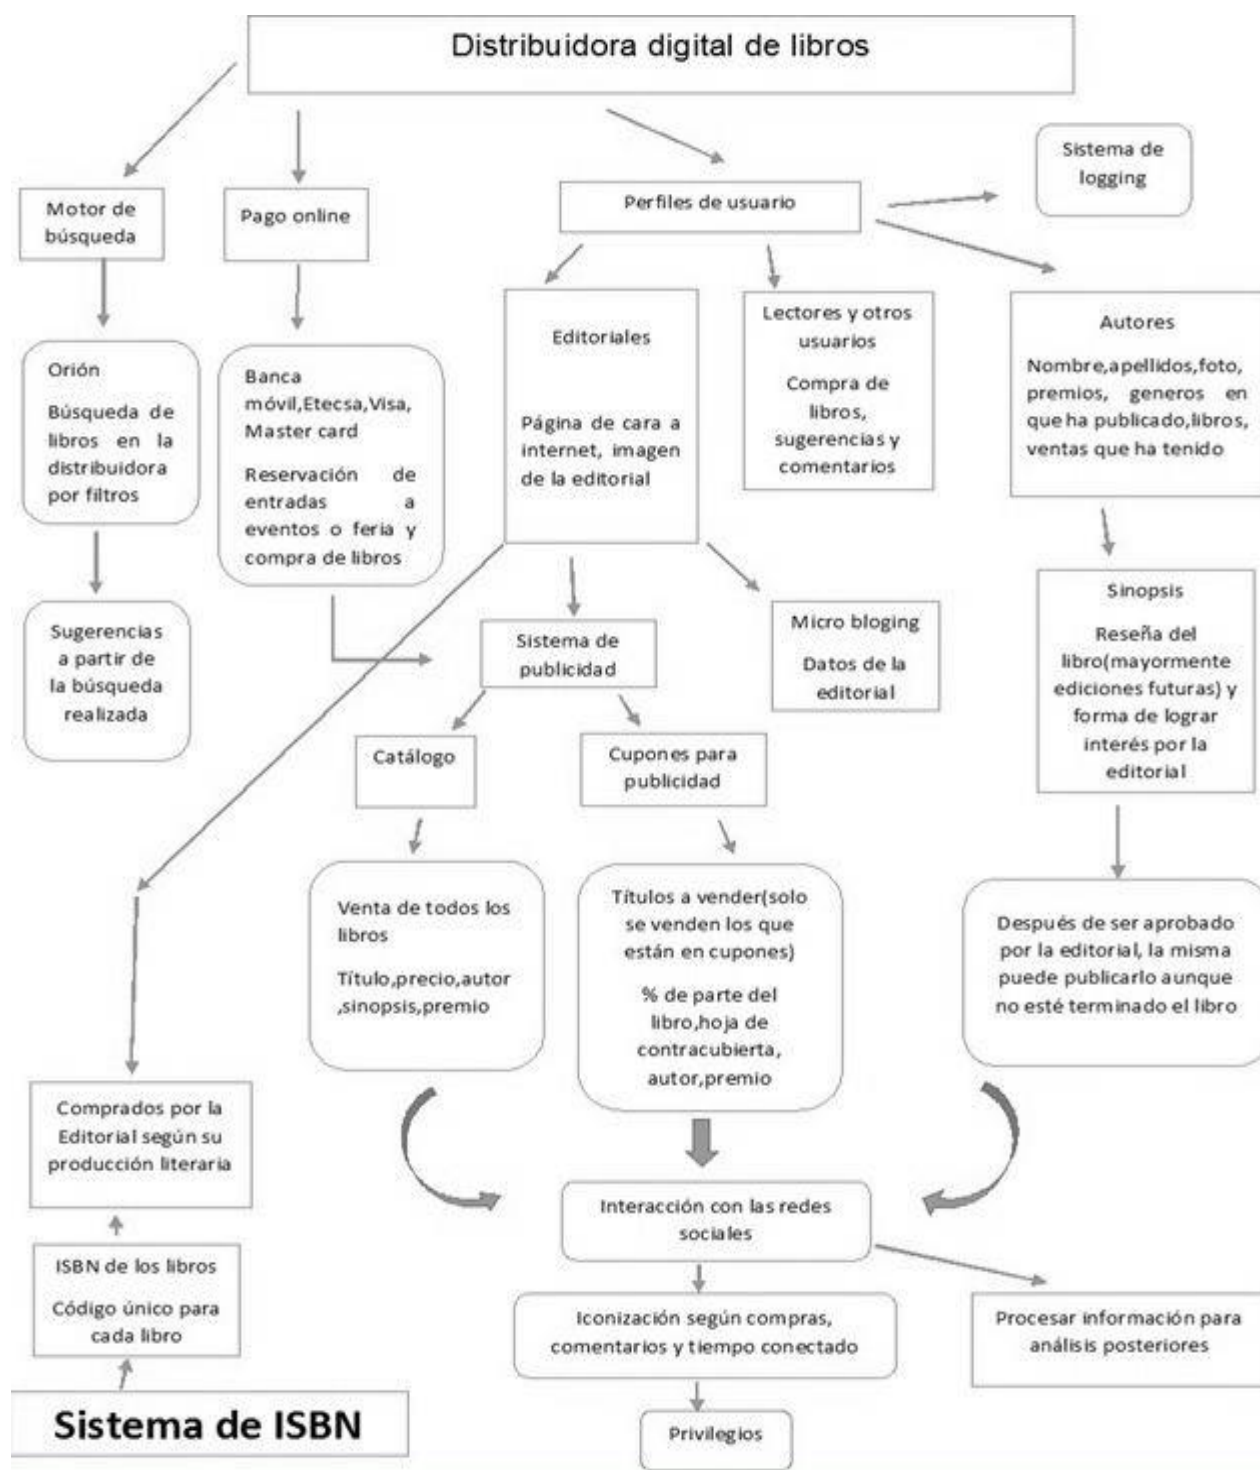 Distribuidora digital de libros
Sistema de
logging
Motor de
búsqueda
Pago online
Perfiles de usuario
Orión
Búsqueda de
libros en la
distribuidora
por filtros
Banca
móvil,Etecsa,Visa,
Master card
Reservación de
entradas a
eventos o feria y
compra de libros
Editoriales
Página de cara a
internet, imagen
de la editorial
Lectores y otros
usuarios
Compra de
libros,
sugerencias y
comentarios
Autores
Nombre,apellidos,foto,
premios, generos en
que ha publicado,libros,
ventas que ha tenido
Sugerencias
a partir de
la búsqueda
realizada
Sistema de
publicidad
Micro bloging
Datos de la
editorial
Sinopsis
Reseña del
libro(mayormente
ediciones futuras) y
forma de lograr
interés por la
editorial
Catálogo
Cupones para
publicidad
Venta de todos los
libros
Título,precio,autor
,sinopsis,premio
Títulos a vender(solo
se venden los que
están en cupones)
% de parte del
libro,hoja de
contracubierta,
autor,premio
Después de ser aprobado
por la editorial, la misma
puede publicarlo aunque
no esté terminado el libro
Comprados por la
Editorial según su
producción literaria
Interacción con las redes
sociales
ISBN de los libros
Código único para
cada libro
Iconización según compras,
comentarios y tiempo conectado
Procesar información para
análisis posteriores
Sistema de ISBN
Privilegios